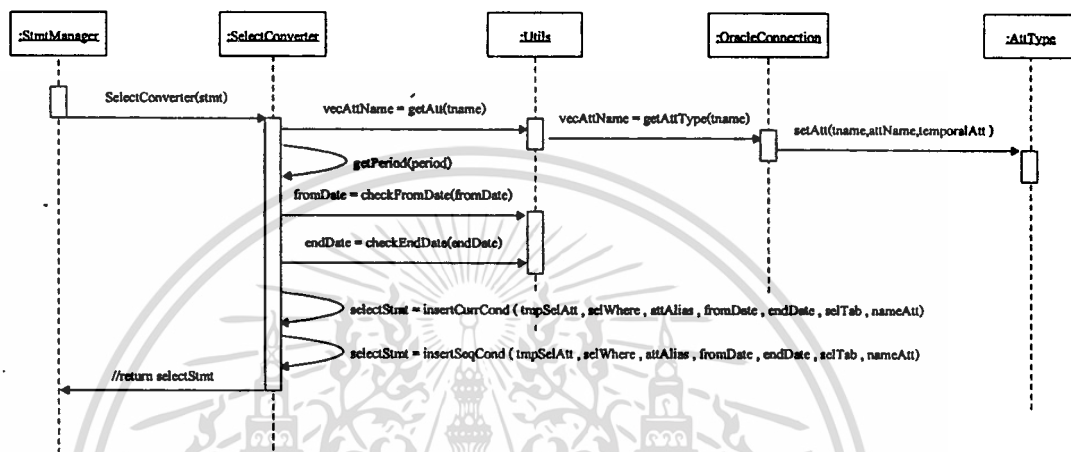 :StmtManager
:SelectConverter
:Utils
:OracleConnection
:AttType
SelectConverter(stmt)
vecAttName = getAtt(tname)
vecAttName = getAttType(tname)
setAtt(tname,attName,temporalAtt )
getPeriod(period)
fromDate = checkFromDate(fromDate)
endDate = checkEndDate(endDate)
selectStmt = insertCurrCond ( tmpSelAtt , selWhere , attAlias , fromDate , endDate , selTab , nameAtt)
selectStmt = insertSeqCond ( tmpSelAtt , selWhere , attAlias , fromDate , endDate , selTab , nameAtt)
//return selectStmt